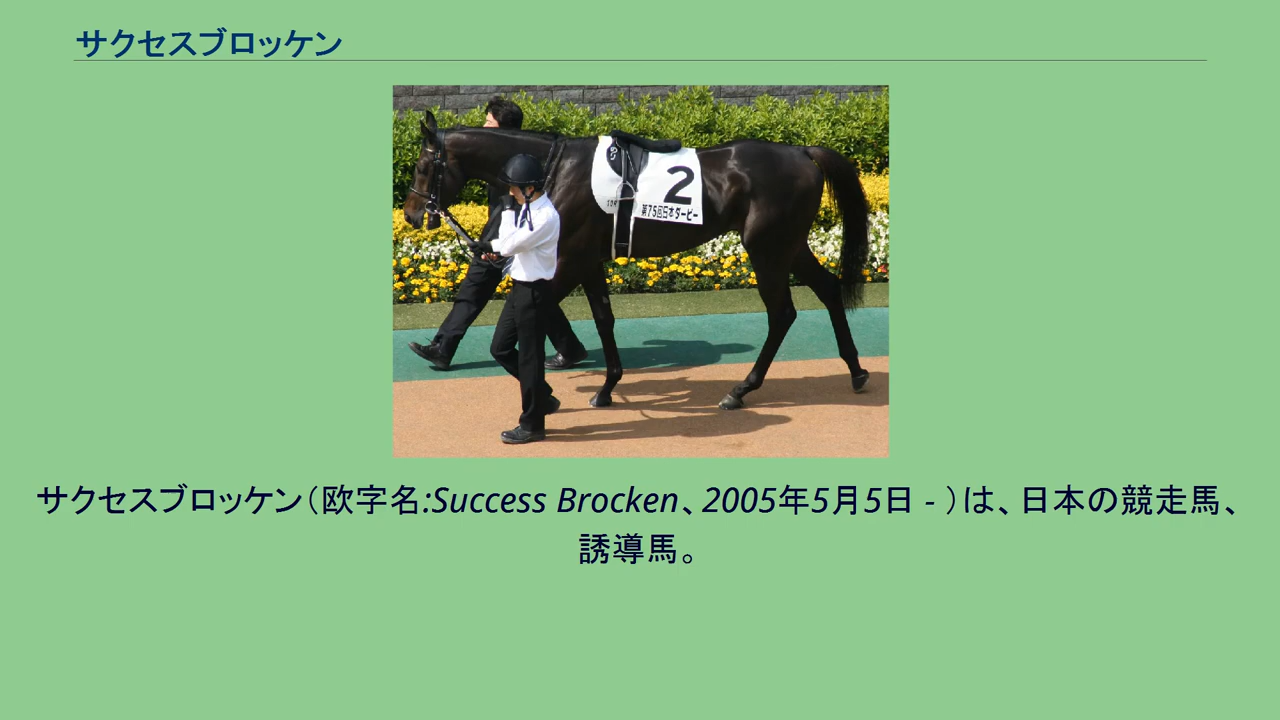 サクセスブロッケン
2
第75回日本ダービー
サクセスブロッケン（欧字名:Success Brocken、2005年5月5日 - ）は、日本の競走馬、
誘導馬。